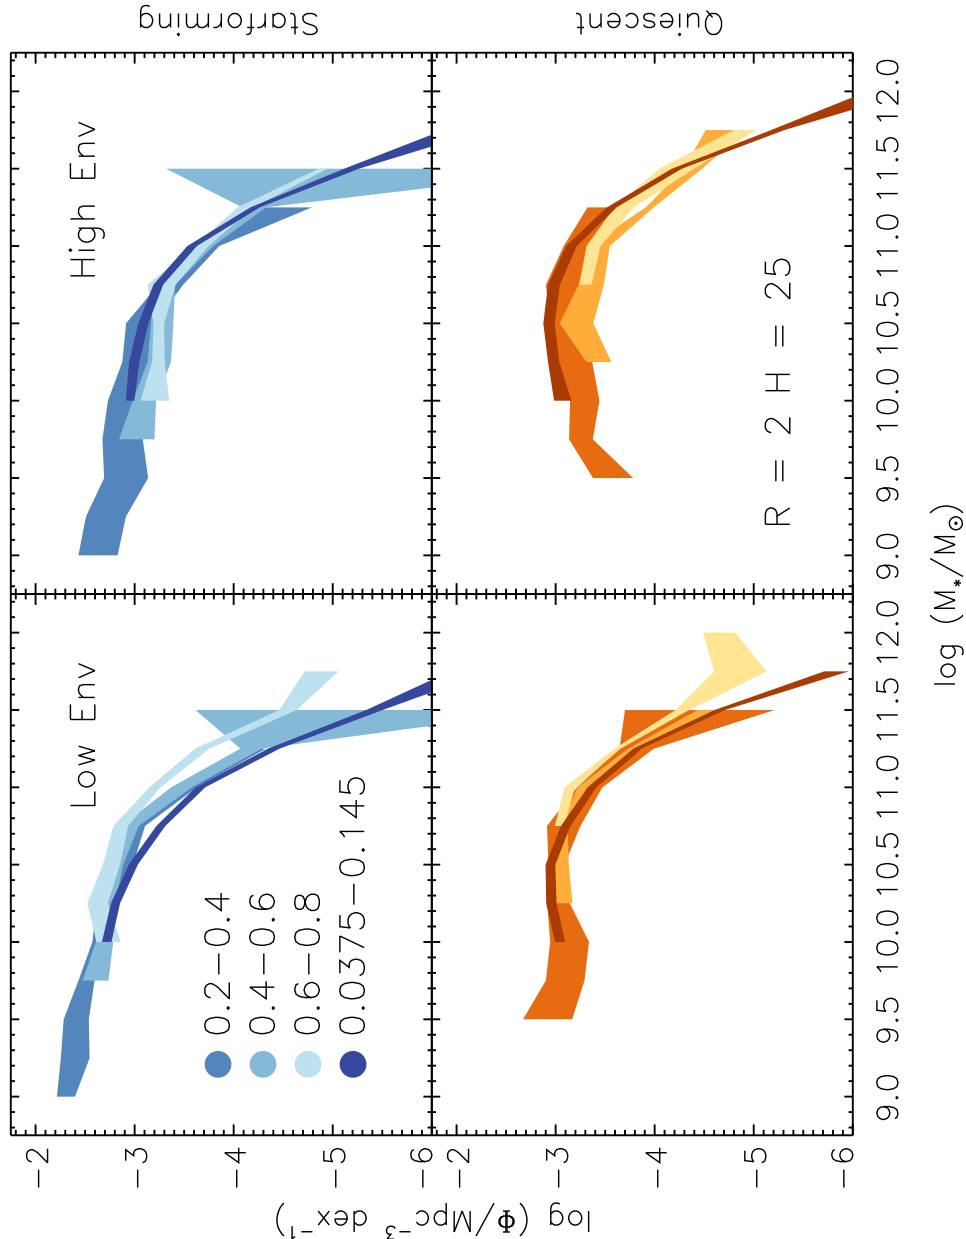 Low Env
High Env
0.2−0.4
0.4−0.6
0.6−0.8
0.0375−0.145
Starforming
Quiescent
R = 2 H = 25
−2
−3
−4
−5
−6
−2
−3
−4
−5
−6
log (Φ/Mpc⁻³ dex⁻¹)
9.0 9.5 10.0 10.5 11.0 11.5 12.0
9.0 9.5 10.0 10.5 11.0 11.5 12.0
log (M*/M⊙)